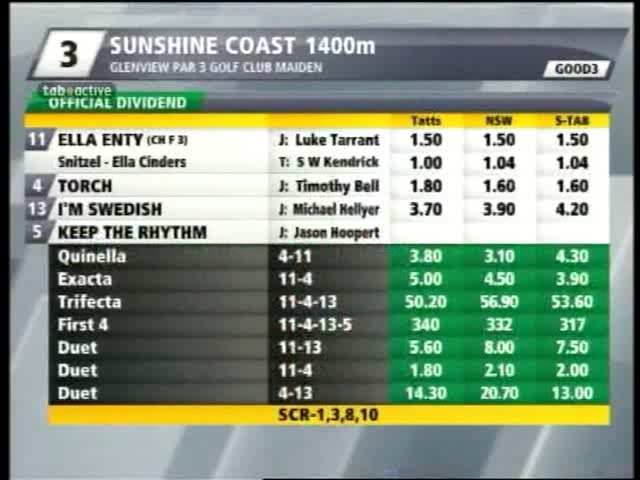 3 SUNSHINE COAST 1400m
GLENVIEW PAR 3 GOLF CLUB MAIDEN
GOOD3
tab active
OFFICIAL DIVIDEND
Tatts NSW S-TAB
11 ELLA ENTY (CH F 3) J: Luke Tarrant 1.50 1.50 1.50
Snitzel - Ella Cinders T: S W Kendrick 1.00 1.04 1.04
4 TORCH J: Timothy Bell 1.80 1.60 1.60
13 I'M SWEDISH J: Michael Hellyer 3.70 3.90 4.20
5 KEEP THE RHYTHM J: Jason Hoopert
Quinella 4-11 3.80 3.10 4.30
Exacta 11-4 5.00 4.50 3.90
Trifecta 11-4-13 50.20 56.90 53.60
First 4 11-4-13-5 340 332 317
Duet 11-13 5.60 8.00 7.50
Duet 11-4 1.80 2.10 2.00
Duet 4-13 14.30 20.70 13.00
SCR-1,3,8,10